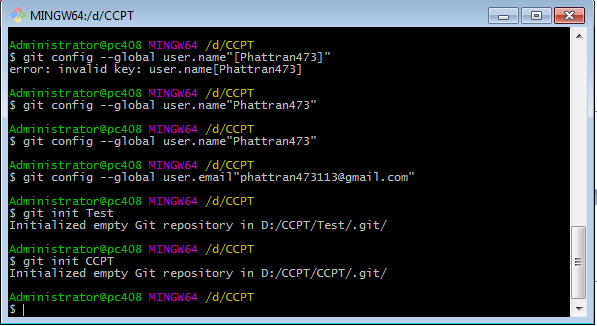 MINGW64:/d/CCPT
Administrator@pc408 MINGW64 /d/CCPT
$ git config --global user.name"[Phattran473]"
error: invalid key: user.name[Phattran473]
Administrator@pc408 MINGW64 /d/CCPT
$ git config --global user.name"Phattran473"
Administrator@pc408 MINGW64 /d/CCPT
$ git config --global user.name"Phattran473"
Administrator@pc408 MINGW64 /d/CCPT
$ git config --global user.email"phattran473113@gmail.com"
Administrator@pc408 MINGW64 /d/CCPT
$ git init Test
Initialized empty Git repository in D:/CCPT/Test/.git/
Administrator@pc408 MINGW64 /d/CCPT
$ git init CCPT
Initialized empty Git repository in D:/CCPT/CCPT/.git/
Administrator@pc408 MINGW64 /d/CCPT
$